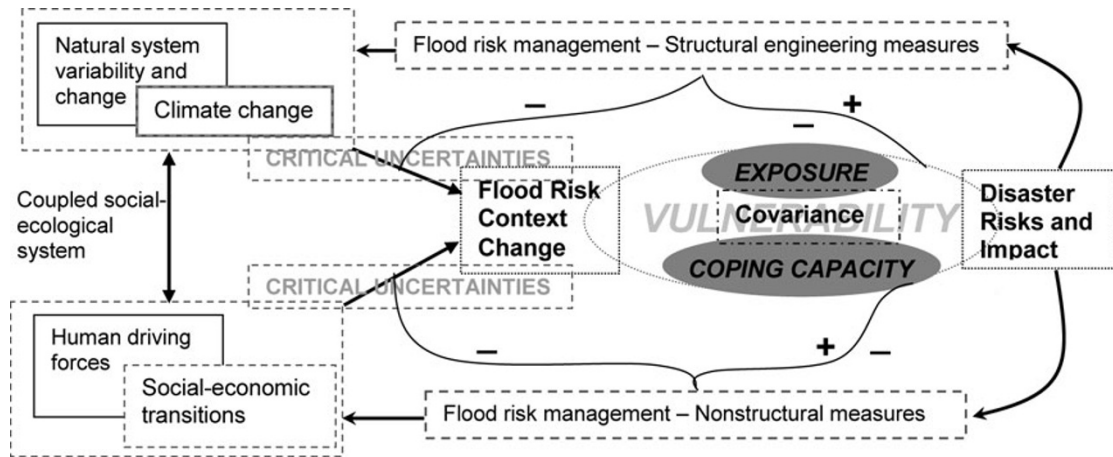 Natural system
variability and
change
Climate change
Flood risk management – Structural engineering measures
–
+
–
CRITICAL UNCERTAINTIES
Coupled social-
ecological
system
Flood Risk
Context
Change
EXPOSURE
VULNERABILITY
Covariance
COPING CAPACITY
Disaster
Risks and
Impact
CRITICAL UNCERTAINTIES
Human driving
forces
Social-economic
transitions
–
+
–
Flood risk management – Nonstructural measures